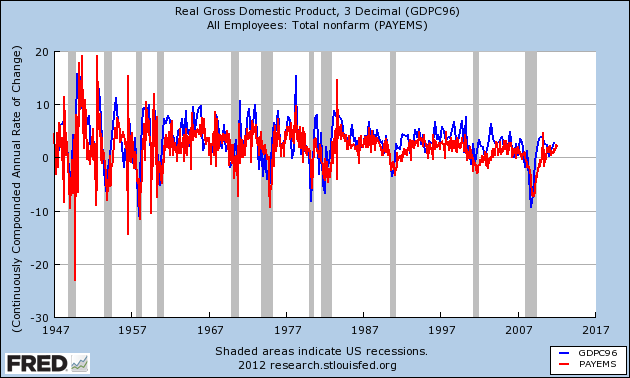 Real Gross Domestic Product, 3 Decimal (GDPC96)
All Employees: Total nonfarm (PAYEMS)
(Continuously Compounded Annual Rate of Change)
20
10
0
-10
-20
-30
1947 1957 1967 1977 1987 1997 2007 2017
Shaded areas indicate US recessions.
2012 research.stlouisfed.org
FRED
GDPC96
PAYEMS